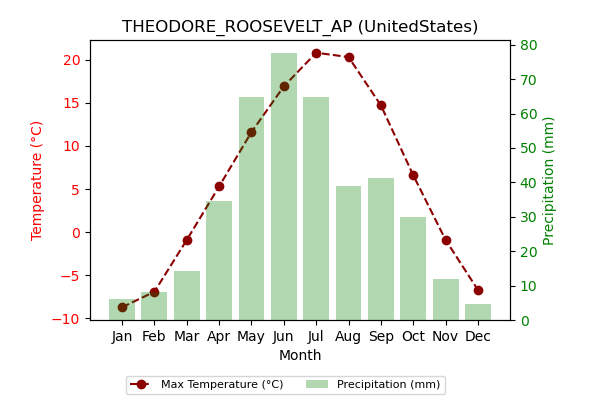 THEODORE_ROOSEVELT_AP (UnitedStates)
Temperature (°C)
20
15
10
5
0
−5
−10
80
70
60
50
40
30
20
10
0
Precipitation (mm)
Jan Feb Mar Apr May Jun Jul Aug Sep Oct Nov Dec
Month
Max Temperature (°C) Precipitation (mm)